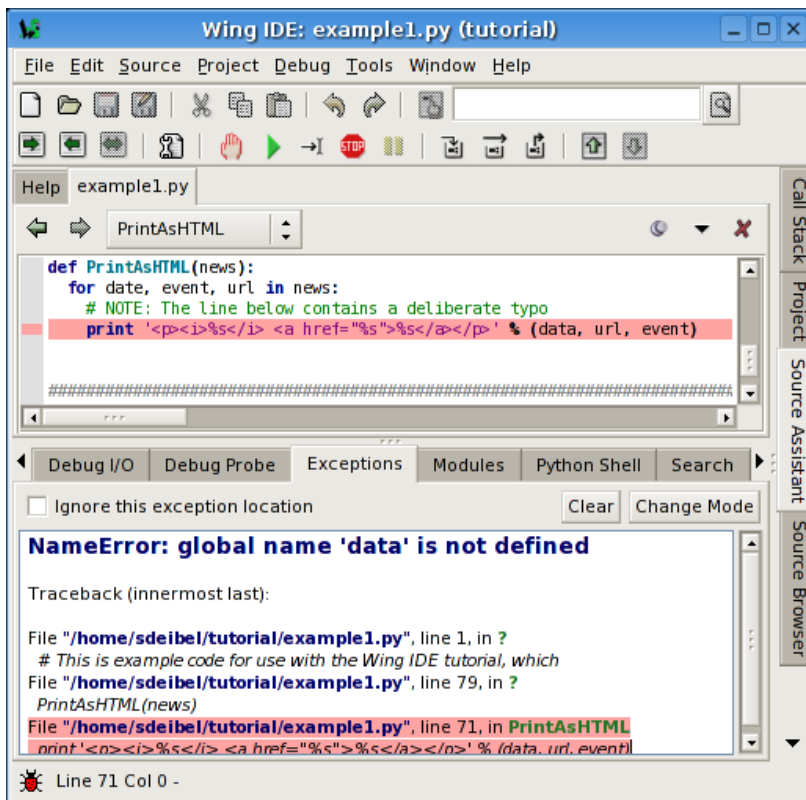 Wing IDE: example1.py (tutorial)
File Edit Source Project Debug Tools Window Help
STOP
Help example1.py
PrintAsHTML
def PrintAsHTML(news):
for date, event, url in news:
# NOTE: The line below contains a deliberate typo
print '<p><i>%s</i> <a href="%s">%s</a></p>' % (data, url, event)
##########################################################################
Debug I/O Debug Probe Exceptions Modules Python Shell Search
Ignore this exception location Clear Change Mode
NameError: global name 'data' is not defined
Traceback (innermost last):
File "/home/sdeibel/tutorial/example1.py", line 1, in ?
# This is example code for use with the Wing IDE tutorial, which
File "/home/sdeibel/tutorial/example1.py", line 79, in ?
PrintAsHTML(news)
File "/home/sdeibel/tutorial/example1.py", line 71, in PrintAsHTML
print '<p><i>%s</i> <a href="%s">%s</a></p>' % (data, url, event)
Call Stack
Project
Source Assistant
Source Browser
Line 71 Col 0 -